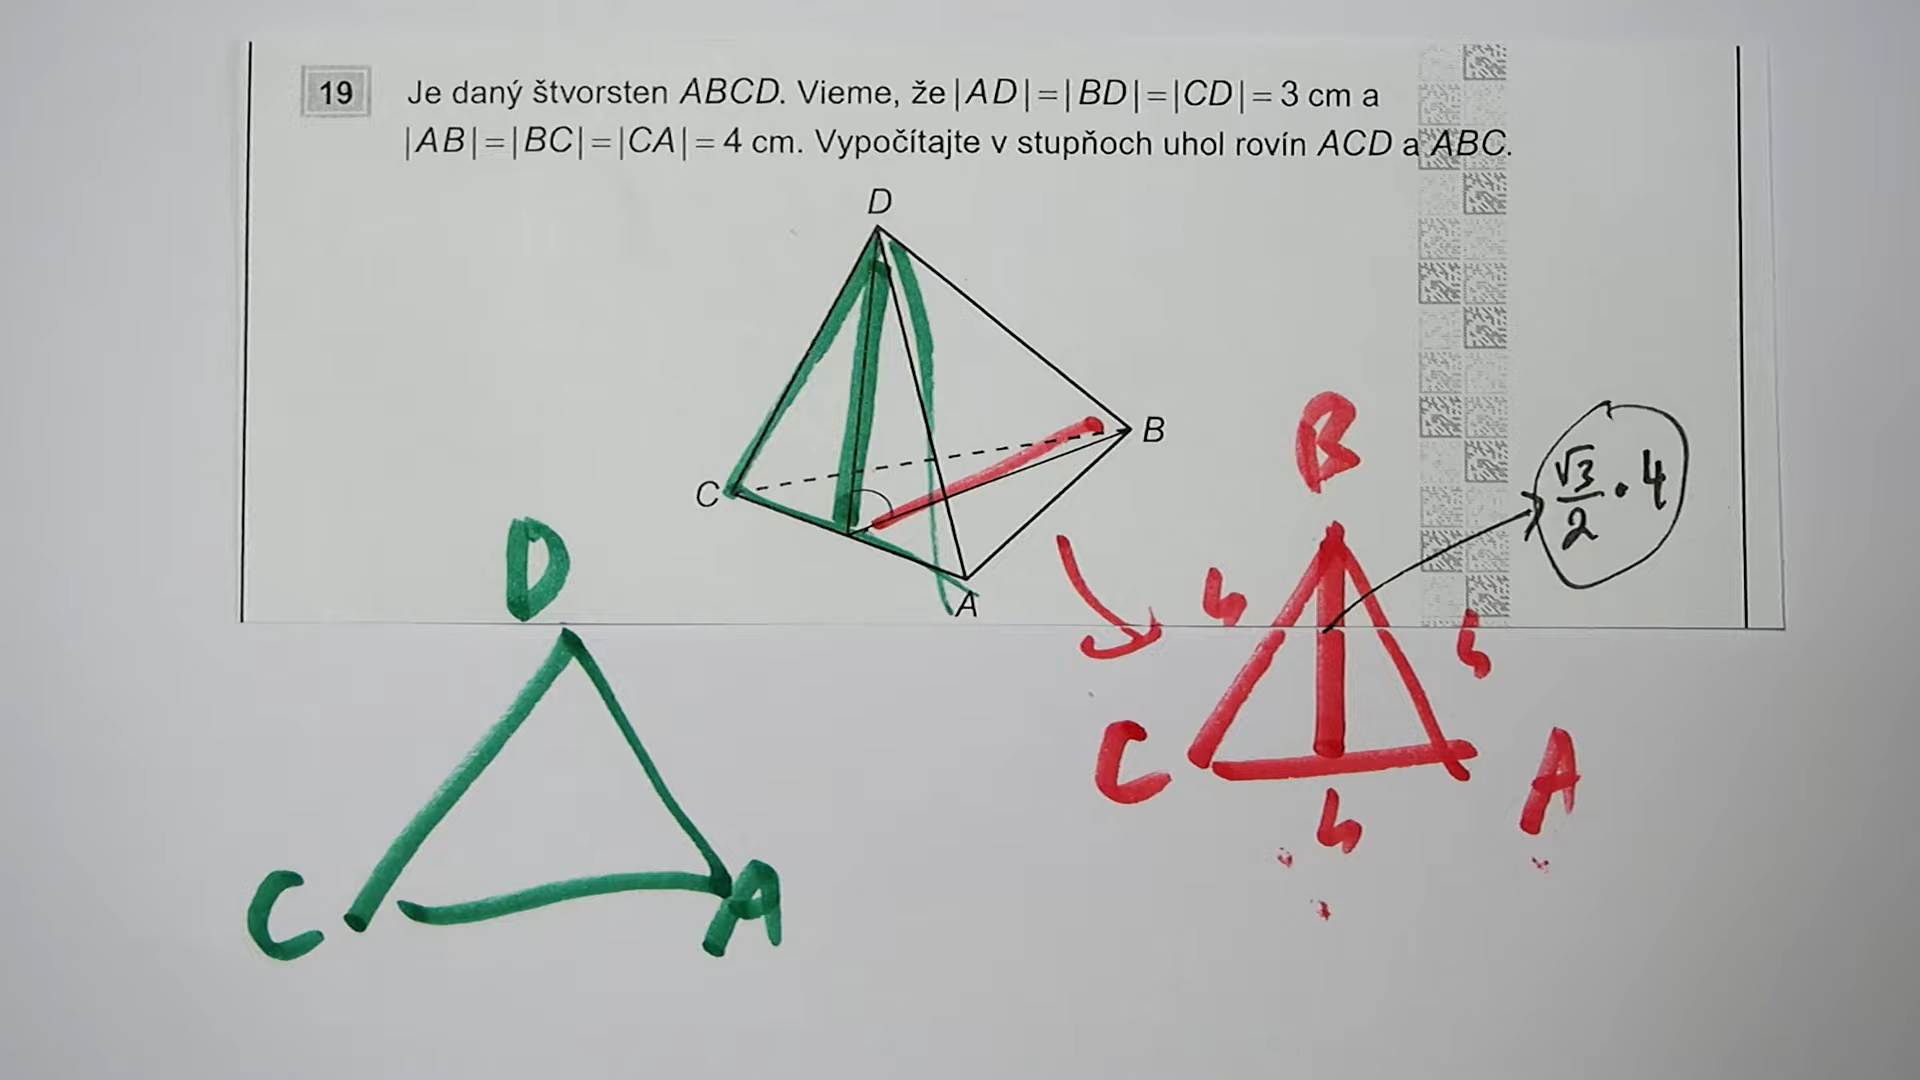 19 Je daný štvorsten ABCD. Vieme, že |AD|=|BD|=|CD|= 3 cm a
|AB|=|BC|=|CA|= 4 cm. Vypočítajte v stupňoch uhol rovín ACD a ABC.
D
B
C
A
B
√3/2 · 4
D
4
4
C
A
4
C
A